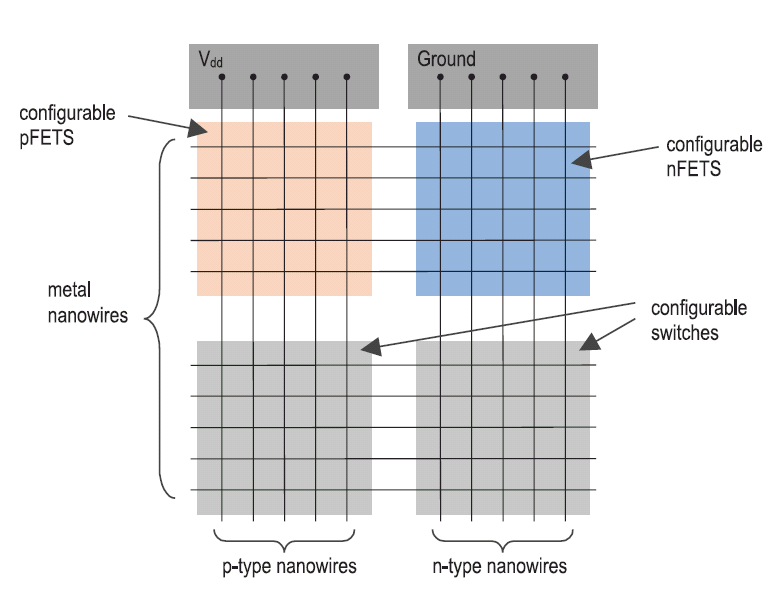 Vdd
Ground
configurable
pFETS
configurable
nFETS
metal
nanowires
configurable
switches
p-type nanowires
n-type nanowires